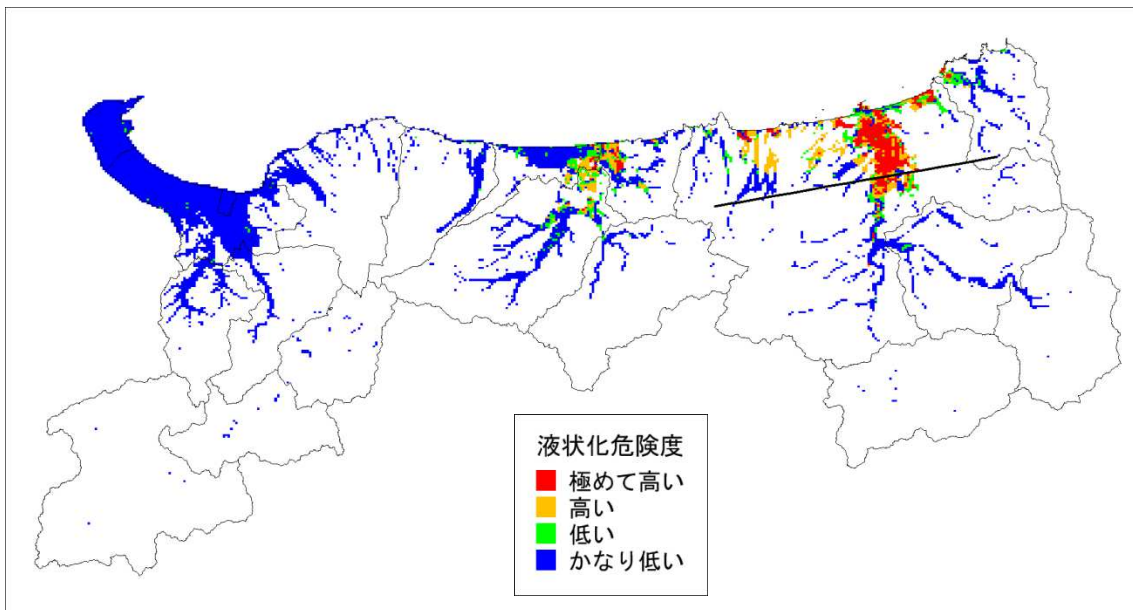 液状化危険度
極めて高い
高い
低い
かなり低い